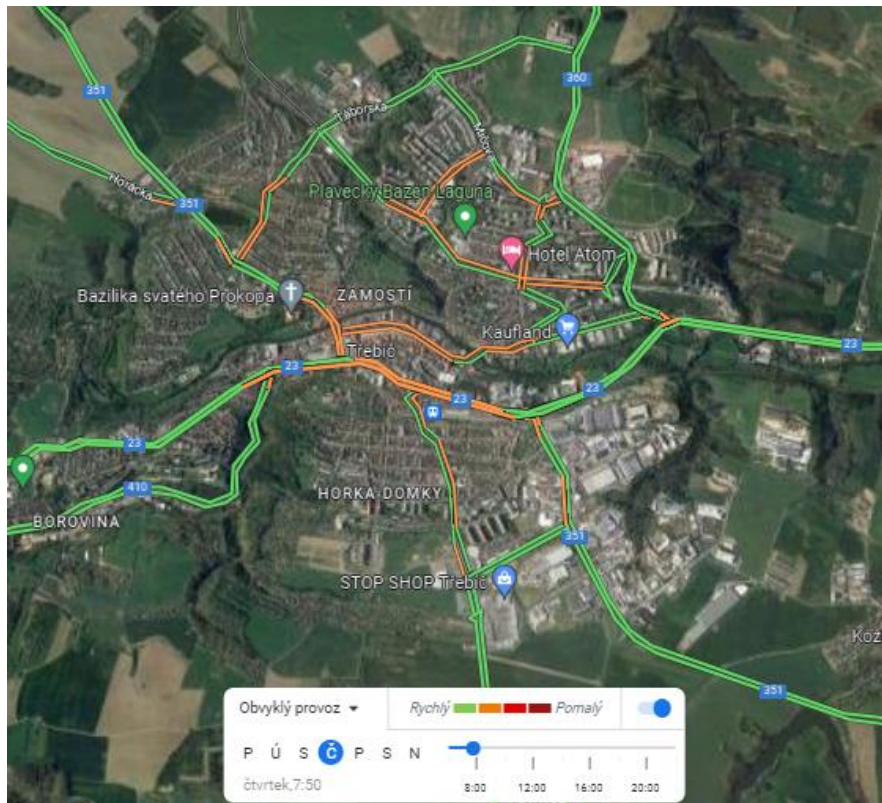 360
351
Táborská
Mičov
Horácká
351
Plavecký Bazén Laguna
Hotel Atom
Bazilika svatého Prokopa
ZÁMOSTÍ
Kaufland
Třebíč
23
23
23
23
23
410
HORKA-DOMKY
BOROVINA
351
STOP SHOP Třebíč
Kož
351
Obvyklý provoz
Rychlý
Pomalý
P Ú S Č P S N
čtvrtek,7:50
8:00 12:00 16:00 20:00